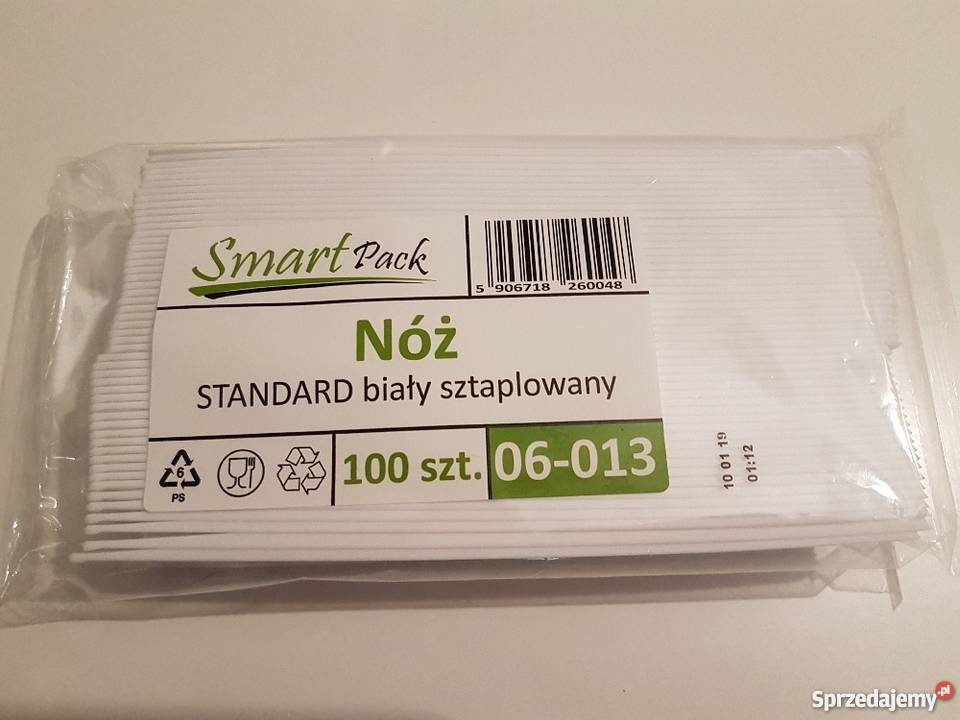 Smart Pack
5 906718 260048
Nóż
STANDARD biały sztaplowany
6
PS
100 szt.
06-013
10 01 19
01:12
Sprzedajemy.pl